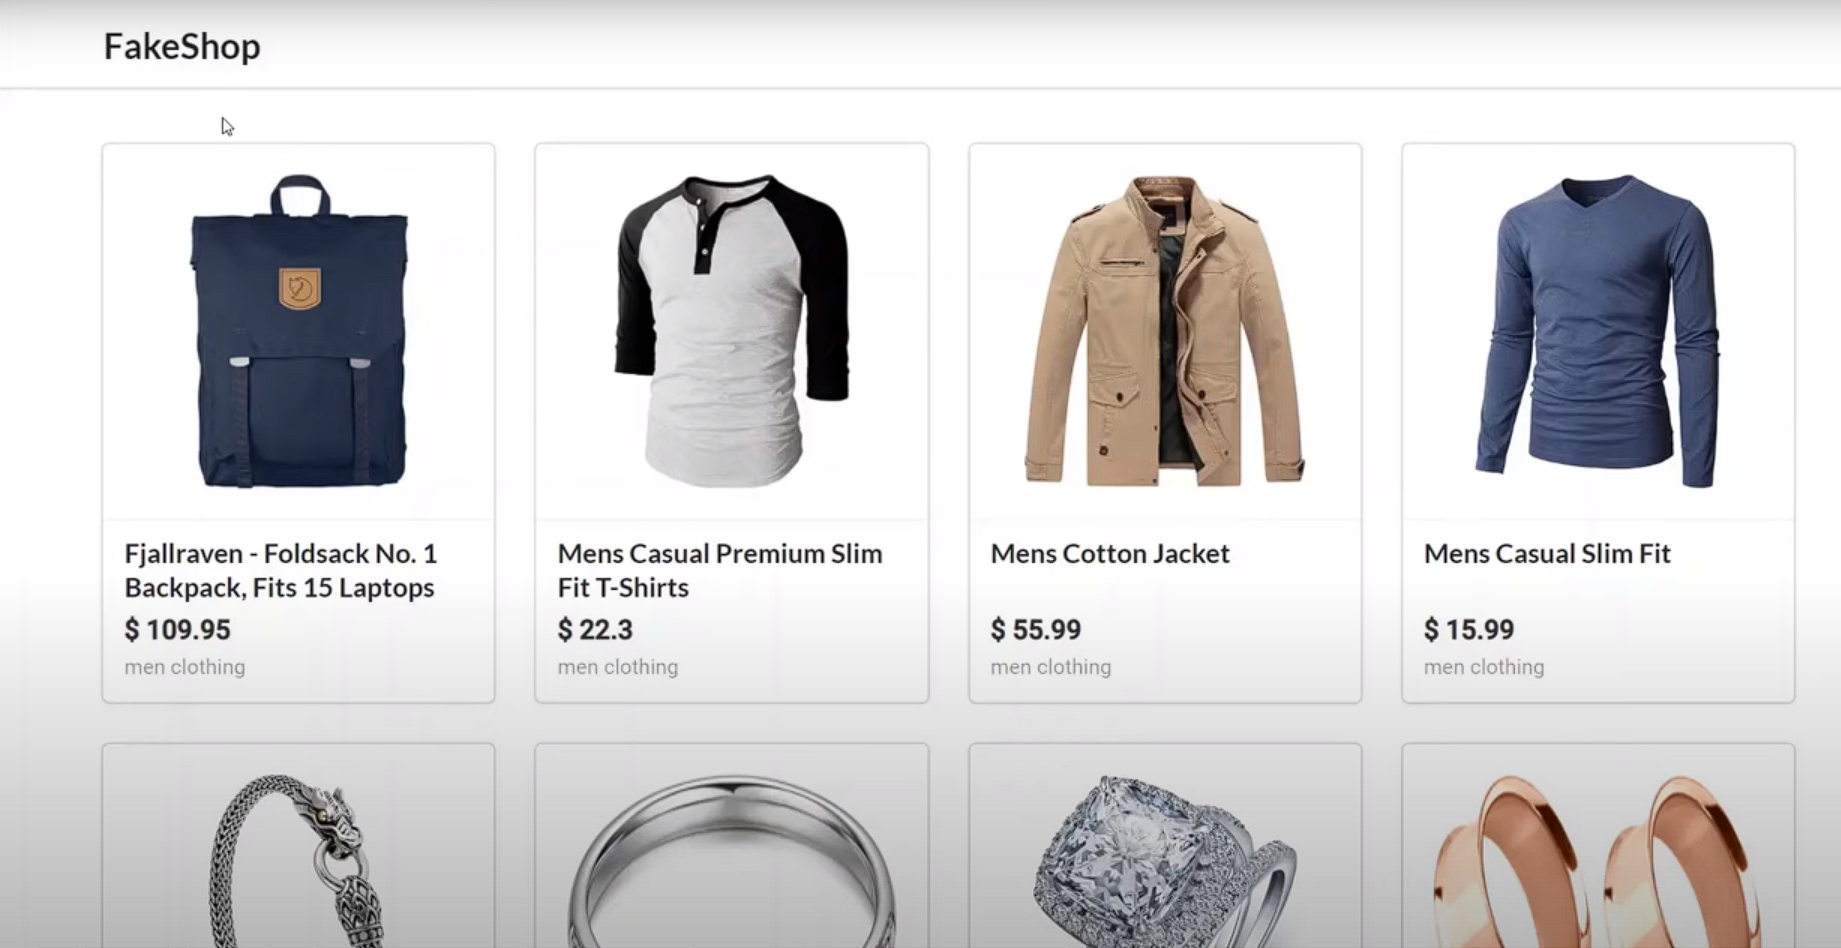 FakeShop
Fjallraven - Foldsack No. 1
Backpack, Fits 15 Laptops
$ 109.95
men clothing
Mens Casual Premium Slim
Fit T-Shirts
$ 22.3
men clothing
Mens Cotton Jacket
$ 55.99
men clothing
Mens Casual Slim Fit
$ 15.99
men clothing